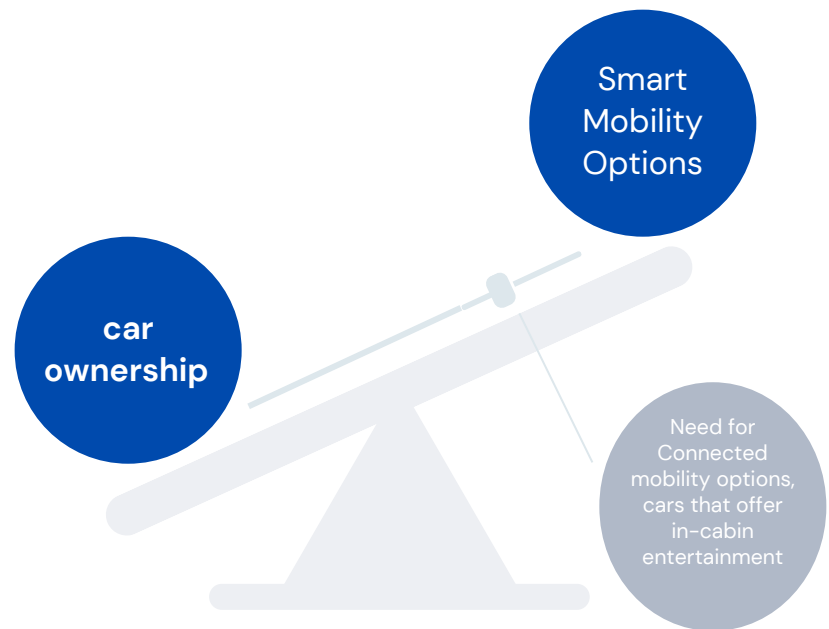 Smart
Mobility
Options
car
ownership
Need for
Connected
mobility options,
cars that offer
in-cabin
entertainment